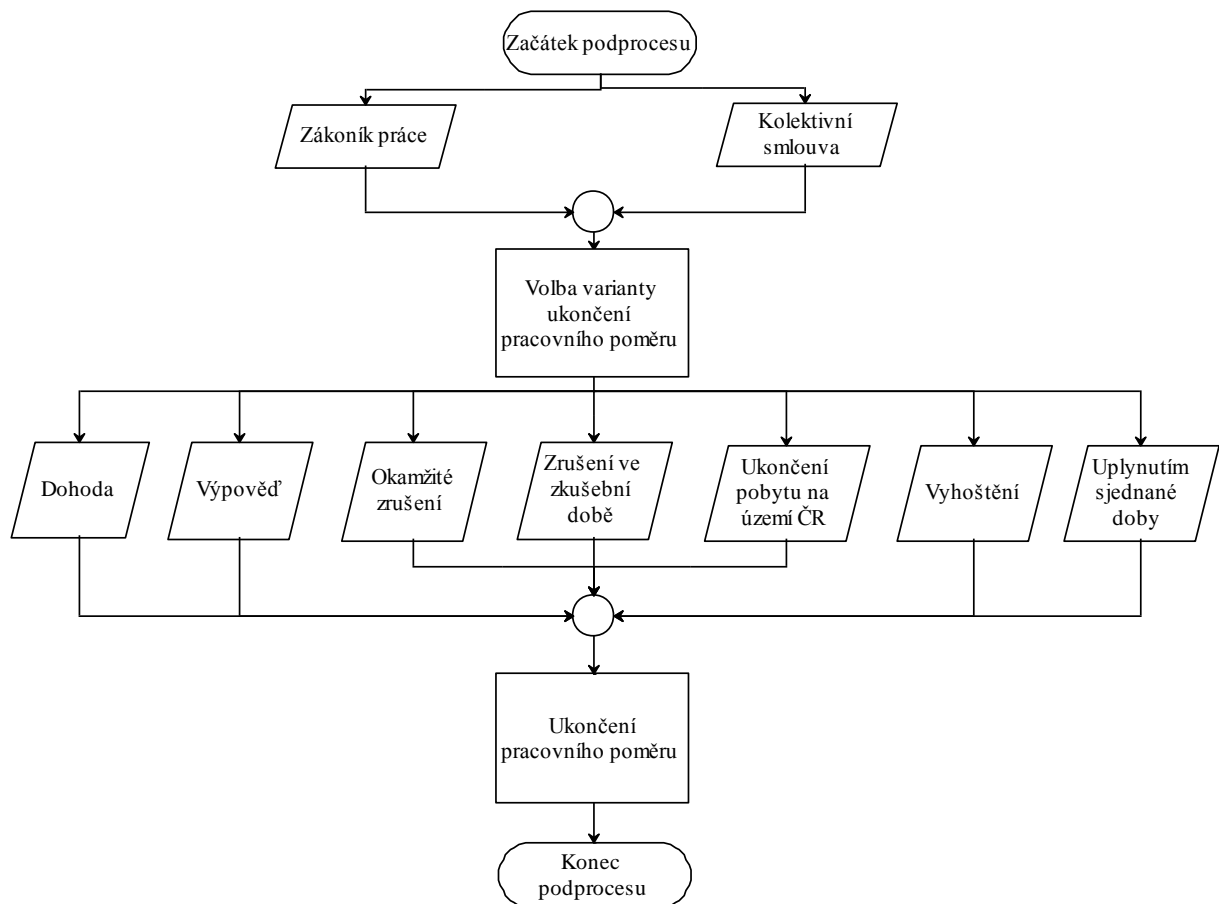 Začátek podprocesu
Zákoník práce
Kolektivní
smlouva
Volba varianty
ukončení
pracovního poměru
Dohoda
Výpověď
Okamžité
zrušení
Zrušení ve
zkušební
době
Ukončení
pobytu na
území ČR
Vyhoštění
Uplynutím
sjednané
doby
Ukončení
pracovního poměru
Konec
podprocesu